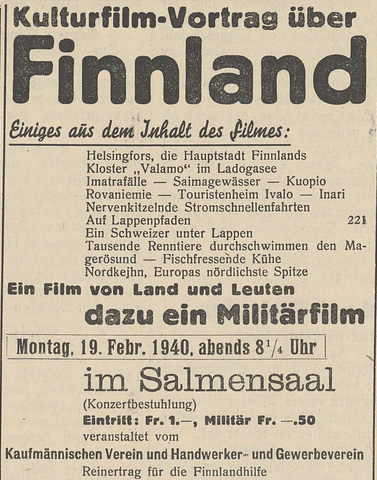 Kulturfilm-Vortrag über
Finnland
Einiges aus dem Inhalt des Filmes:
Helsingfors, die Hauptstadt Finnlands
Kloster „Valamo" im Ladogasee
Imatrafälle — Saimagewässer — Kuopio
Rovaniemie — Touristenheim Ivalo — Inari
Nervenkitzelnde Stromschnellenfahrten
Auf Lappenpfaden 221
Ein Schweizer unter Lappen
Tausende Renntiere durchschwimmen den Ma-
gerösund — Fischfressende Kühe
Nordkejhn, Europas nördlichste Spitze
Ein Film von Land und Leuten
dazu ein Militärfilm
Montag, 19. Febr. 1940, abends 8¼ Uhr
im Salmensaal
(Konzertbestuhlung)
Eintritt: Fr. 1.—, Militär Fr. —.50
veranstaltet vom
Kaufmännischen Verein und Handwerker- und Gewerbeverein
Reinertrag für die Finnlandhilfe